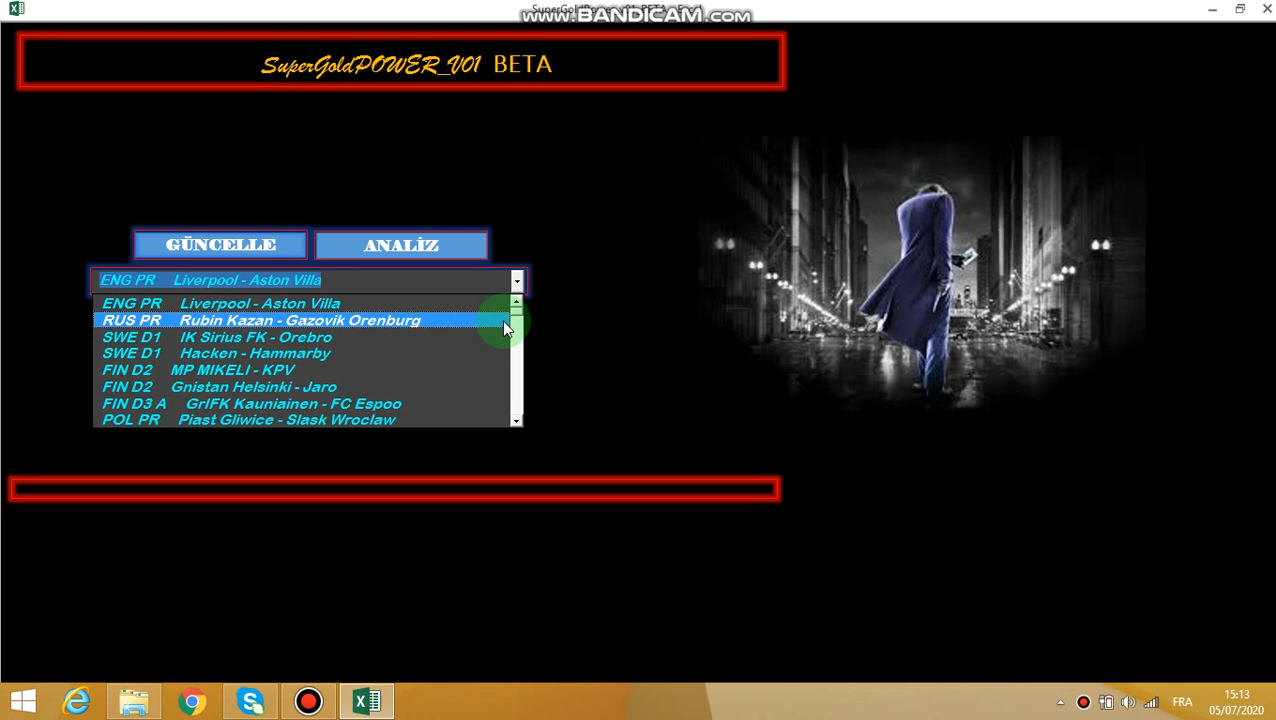 www.BANDICAM.com
SuperGoldPOWER_V01 BETA
GÜNCELLE
ANALİZ
ENG PR Liverpool - Aston Villa
ENG PR Liverpool - Aston Villa
RUS PR Rubin Kazan - Gazovik Orenburg
SWE D1 IK Sirius FK - Orebro
SWE D1 Hacken - Hammarby
FIN D2 MP MIKELI - KPV
FIN D2 Gnistan Helsinki - Jaro
FIN D3 A GrIFK Kauniainen - FC Espoo
POL PR Piast Gliwice - Slask Wroclaw
FRA
15:13
05/07/2020